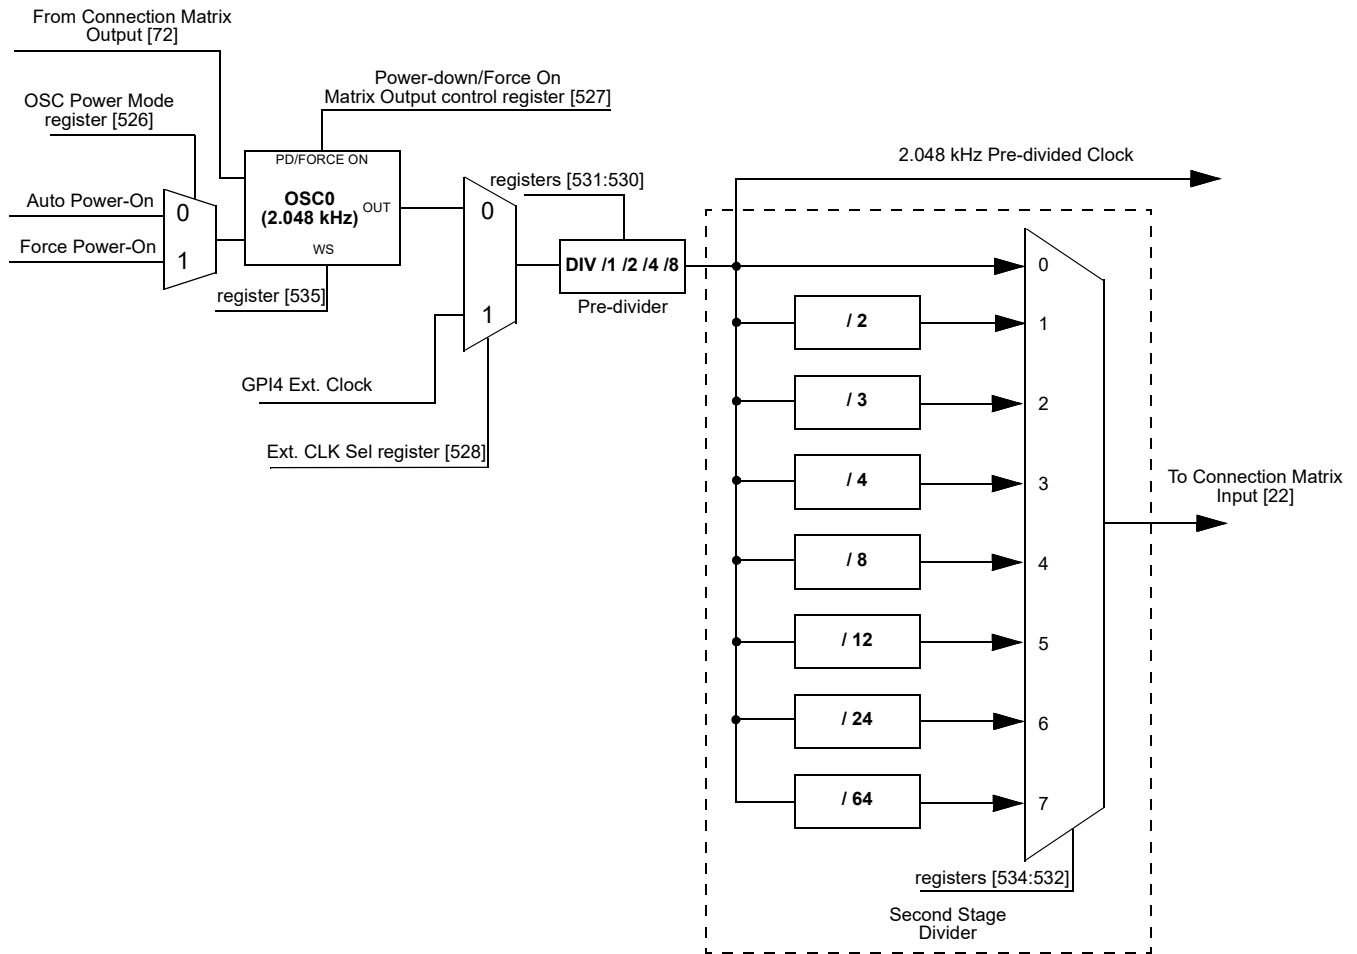 From Connection Matrix
Output [72]
Power-down/Force On
Matrix Output control register [527]
OSC Power Mode
register [526]
PD/FORCE ON
OSC0
(2.048 kHz)
OUT
WS
Auto Power-On
0
Force Power-On
1
register [535]
0
1
GPI4 Ext. Clock
Ext. CLK Sel register [528]
registers [531:530]
DIV /1 /2 /4 /8
Pre-divider
2.048 kHz Pre-divided Clock
0
/ 2
1
/ 3
2
/ 4
3
/ 8
4
/ 12
5
/ 24
6
/ 64
7
To Connection Matrix
Input [22]
registers [534:532]
Second Stage
Divider